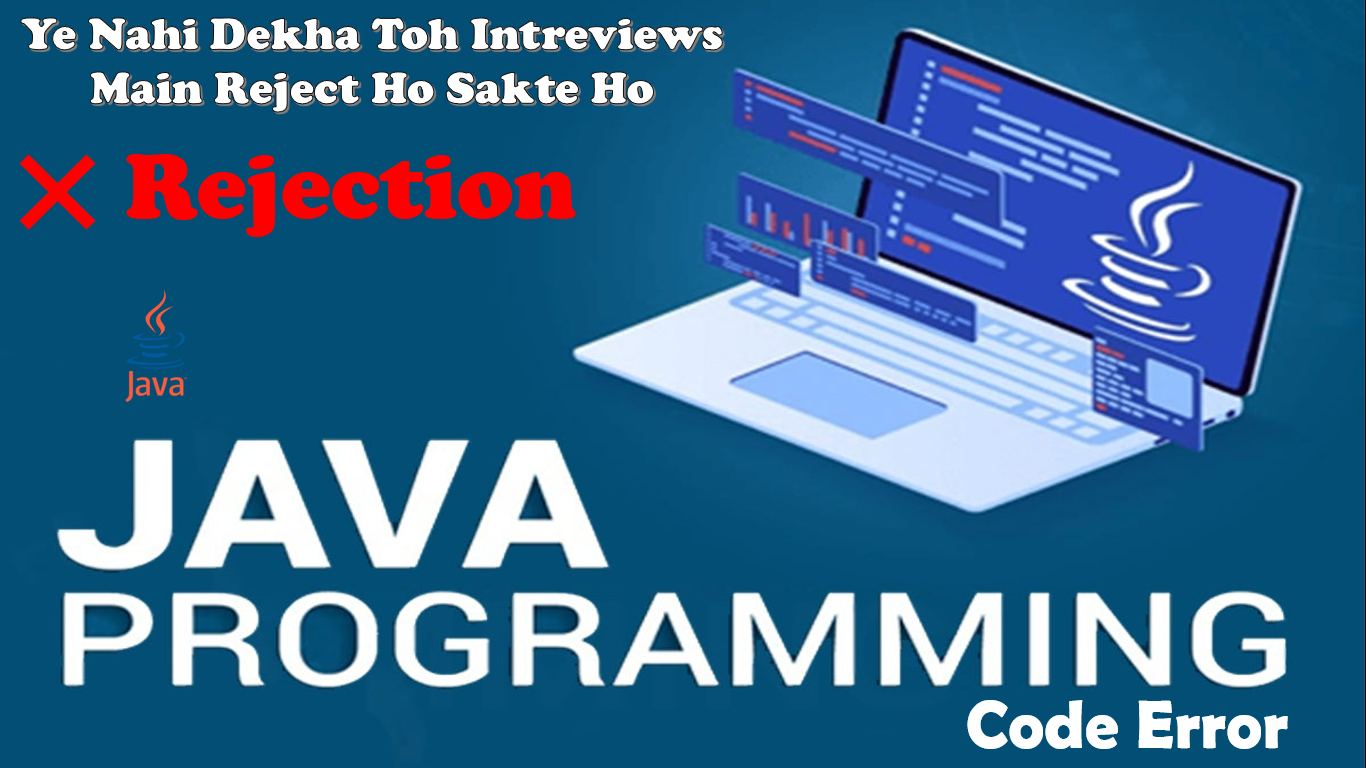 Ye Nahi Dekha Toh Intreviews
Main Reject Ho Sakte Ho
Rejection
Java
JAVA
PROGRAMMING
Code Error